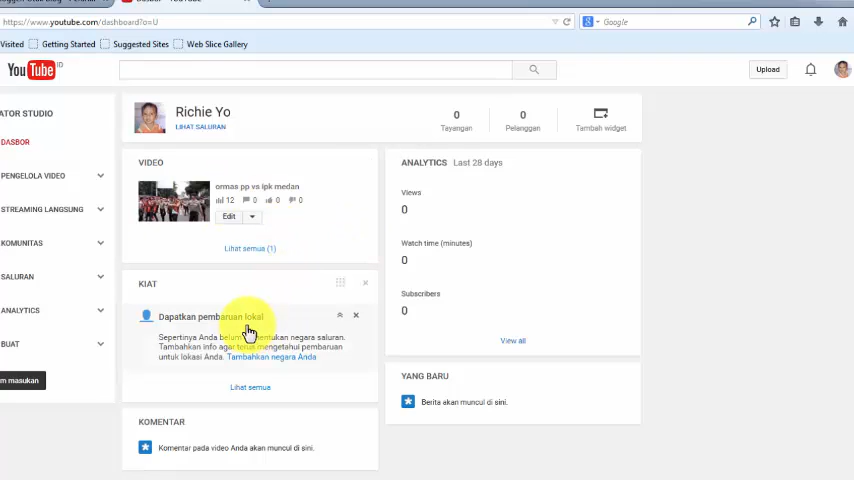 https://www.youtube.com/dashboard?o=U
Google
Visited
Getting Started
Suggested Sites
Web Slice Gallery
YouTube ID
Upload
ATOR STUDIO
DASBOR
PENGELOLA VIDEO
STREAMING LANGSUNG
KOMUNITAS
SALURAN
ANALYTICS
BUAT
m masukan
Richie Yo
LIHAT SALURAN
0
Tayangan
0
Pelanggan
Tambah widget
VIDEO
ormas pp vs ipk medan
12 0 0 0
Edit
Lihat semua (1)
KIAT
Dapatkan pembaruan lokal
Sepertinya Anda belum menentukan negara saluran.
Tambahkan info agar terus mengetahui pembaruan
untuk lokasi Anda. Tambahkan negara Anda
Lihat semua
KOMENTAR
Komentar pada video Anda akan muncul di sini.
ANALYTICS Last 28 days
Views
0
Watch time (minutes)
0
Subscribers
0
View all
YANG BARU
Berita akan muncul di sini.